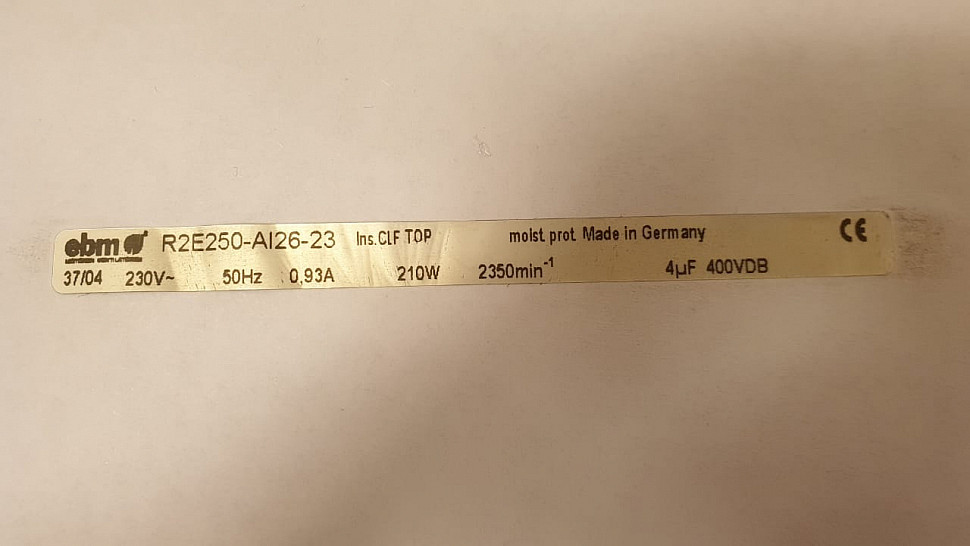 ebm R2E250-AI26-23 Ins.CLF TOP moist prot Made in Germany CE
37/04 230V~ 50Hz 0,93A 210W 2350min⁻¹ 4µF 400VDB